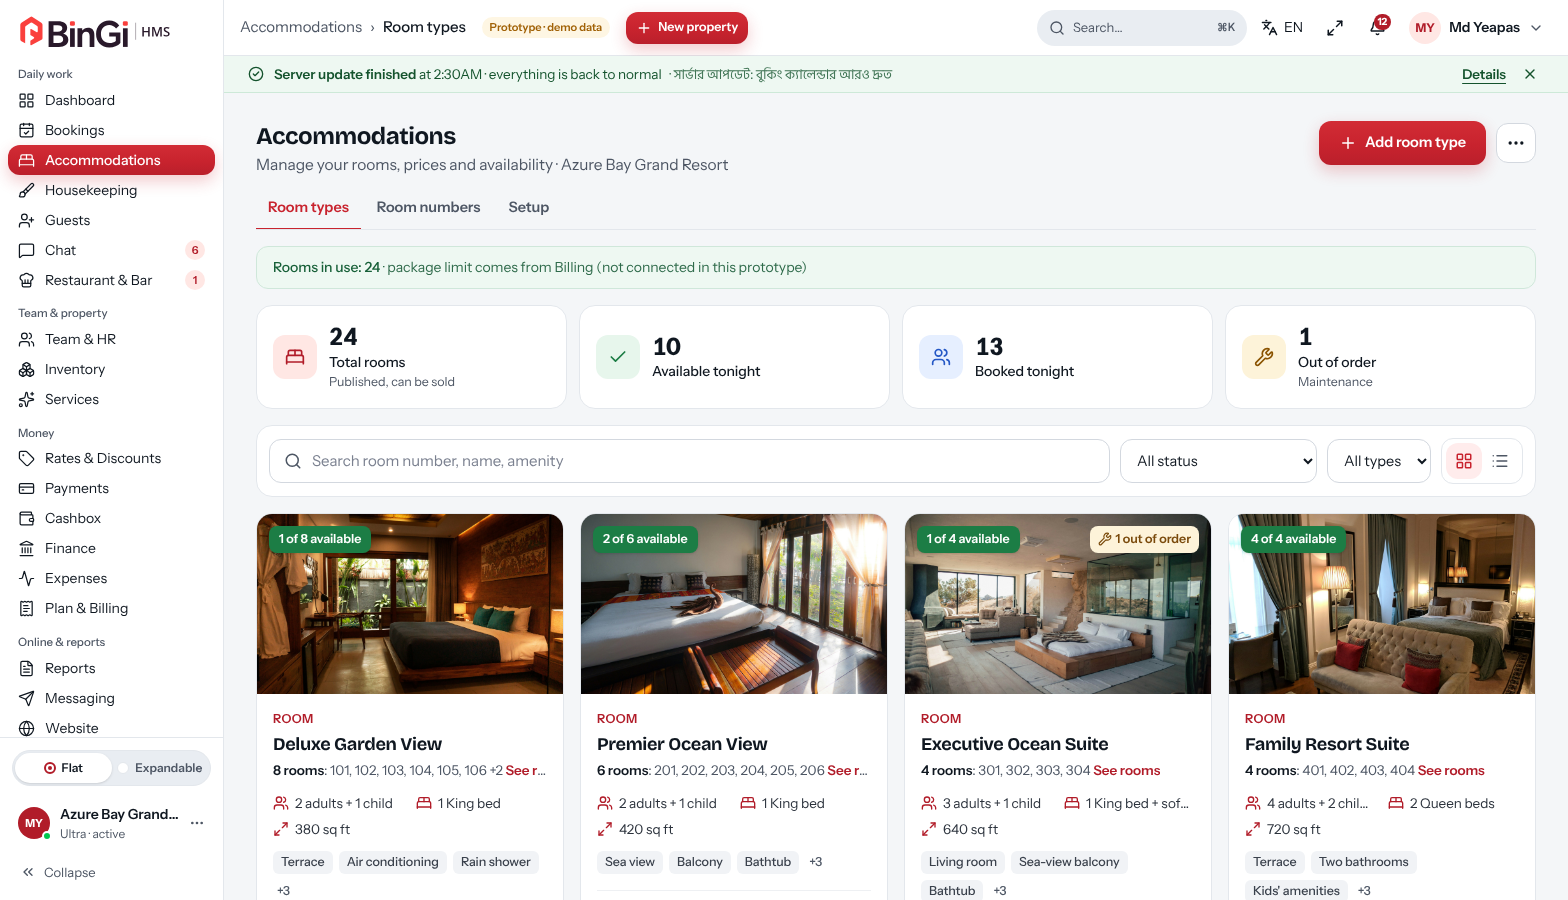 BinGi | HMS
Daily work
Dashboard
Bookings
Accommodations
Housekeeping
Guests
Chat 6
Restaurant & Bar 1
Team & property
Team & HR
Inventory
Services
Money
Rates & Discounts
Payments
Cashbox
Finance
Expenses
Plan & Billing
Online & reports
Reports
Messaging
Website
Flat Expandable
MY Azure Bay Grand...
Ultra · active
Collapse
Accommodations › Room types Prototype · demo data + New property Search... ⌘K EN 12 MY Md Yeapas
Server update finished at 2:30AM · everything is back to normal · সার্ভার আপডেট: বুকিং ক্যালেন্ডার আরও দ্রুত Details
Accommodations
Manage your rooms, prices and availability · Azure Bay Grand Resort
+ Add room type
Room types Room numbers Setup
Rooms in use: 24 · package limit comes from Billing (not connected in this prototype)
24
Total rooms
Published, can be sold
10
Available tonight
13
Booked tonight
1
Out of order
Maintenance
Search room number, name, amenity All status All types
1 of 8 available
ROOM
Deluxe Garden View
8 rooms: 101, 102, 103, 104, 105, 106 +2 See r...
2 adults + 1 child 1 King bed
380 sq ft
Terrace Air conditioning Rain shower
+3
2 of 6 available
ROOM
Premier Ocean View
6 rooms: 201, 202, 203, 204, 205, 206 See r...
2 adults + 1 child 1 King bed
420 sq ft
Sea view Balcony Bathtub +3
1 of 4 available 1 out of order
ROOM
Executive Ocean Suite
4 rooms: 301, 302, 303, 304 See rooms
3 adults + 1 child 1 King bed + sof...
640 sq ft
Living room Sea-view balcony
Bathtub +3
4 of 4 available
ROOM
Family Resort Suite
4 rooms: 401, 402, 403, 404 See rooms
4 adults + 2 chil... 2 Queen beds
720 sq ft
Terrace Two bathrooms
Kids' amenities +3